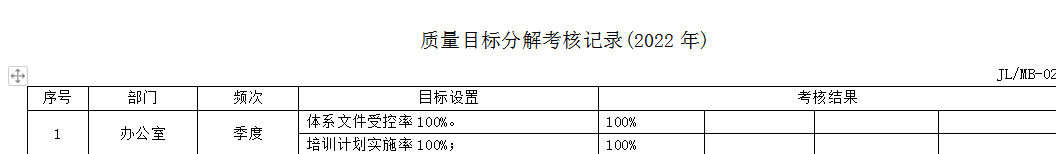 质量目标分解考核记录(2022 年)
JL/MB-02
序号 部门 频次 目标设置 考核结果
1 办公室 季度 体系文件受控率 100%。 100%
培训计划实施率 100%; 100%